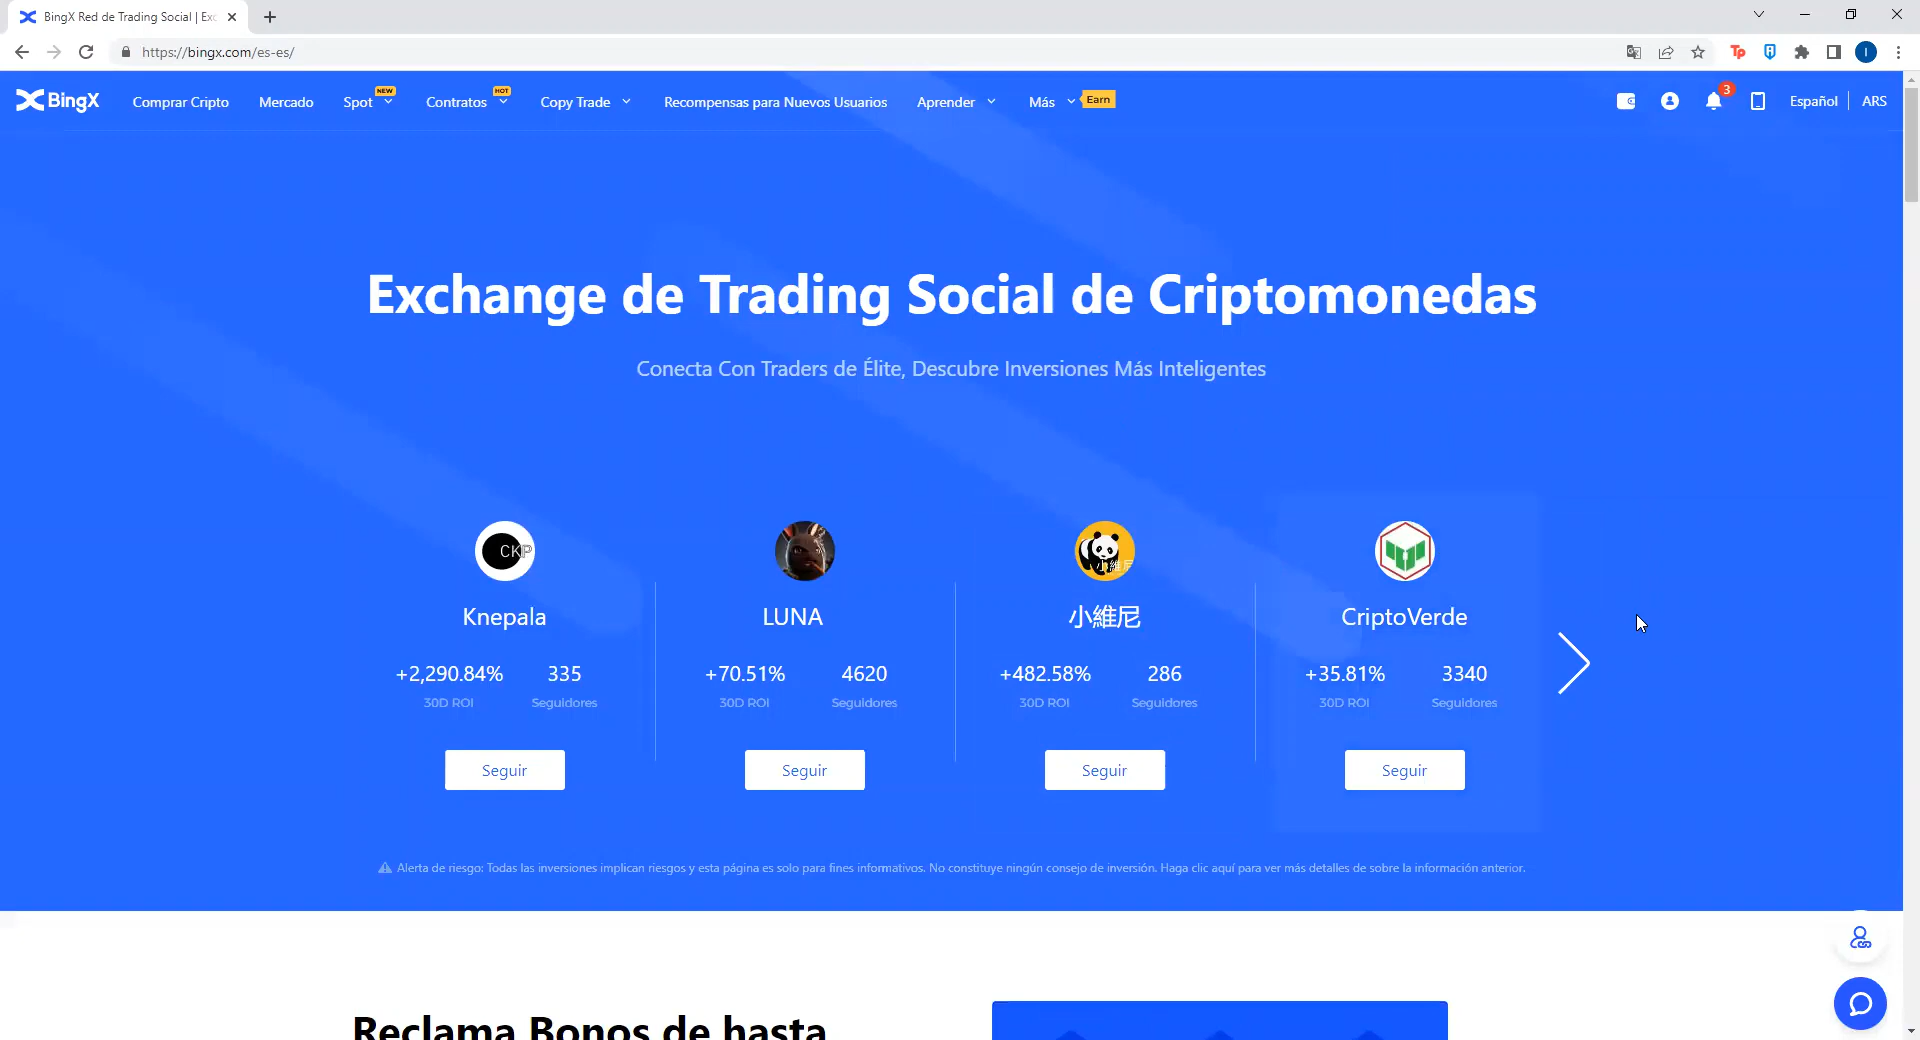 BingX Red de Trading Social | Exc
https://bingx.com/es-es/
BingX
Comprar Cripto
Mercado
Spot
NEW
Contratos
HOT
Copy Trade
Recompensas para Nuevos Usuarios
Aprender
Más
Earn
3
Español
ARS
Exchange de Trading Social de Criptomonedas
Conecta Con Traders de Élite, Descubre Inversiones Más Inteligentes
CKP
Knepala
+2,290.84% 335
30D ROI Seguidores
Seguir
LUNA
+70.51% 4620
30D ROI Seguidores
Seguir
小維尼
小維尼
+482.58% 286
30D ROI Seguidores
Seguir
CriptoVerde
+35.81% 3340
30D ROI Seguidores
Seguir
Alerta de riesgo: Todas las inversiones implican riesgos y esta página es solo para fines informativos. No constituye ningún consejo de inversión. Haga clic aquí para ver más detalles de sobre la información anterior.
Reclama Bonos de hasta